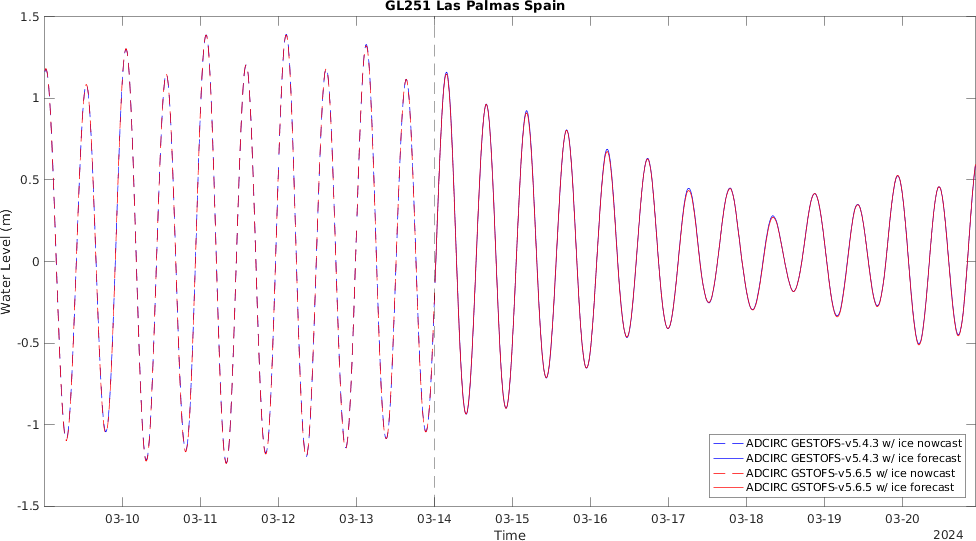 GL251 Las Palmas Spain
Water Level (m)
1.5
1
0.5
0
-0.5
-1
-1.5
ADCIRC GESTOFS-v5.4.3 w/ ice nowcast
ADCIRC GESTOFS-v5.4.3 w/ ice forecast
ADCIRC GSTOFS-v5.6.5 w/ ice nowcast
ADCIRC GSTOFS-v5.6.5 w/ ice forecast
03-10 03-11 03-12 03-13 03-14 03-15 03-16 03-17 03-18 03-19 03-20
Time
2024